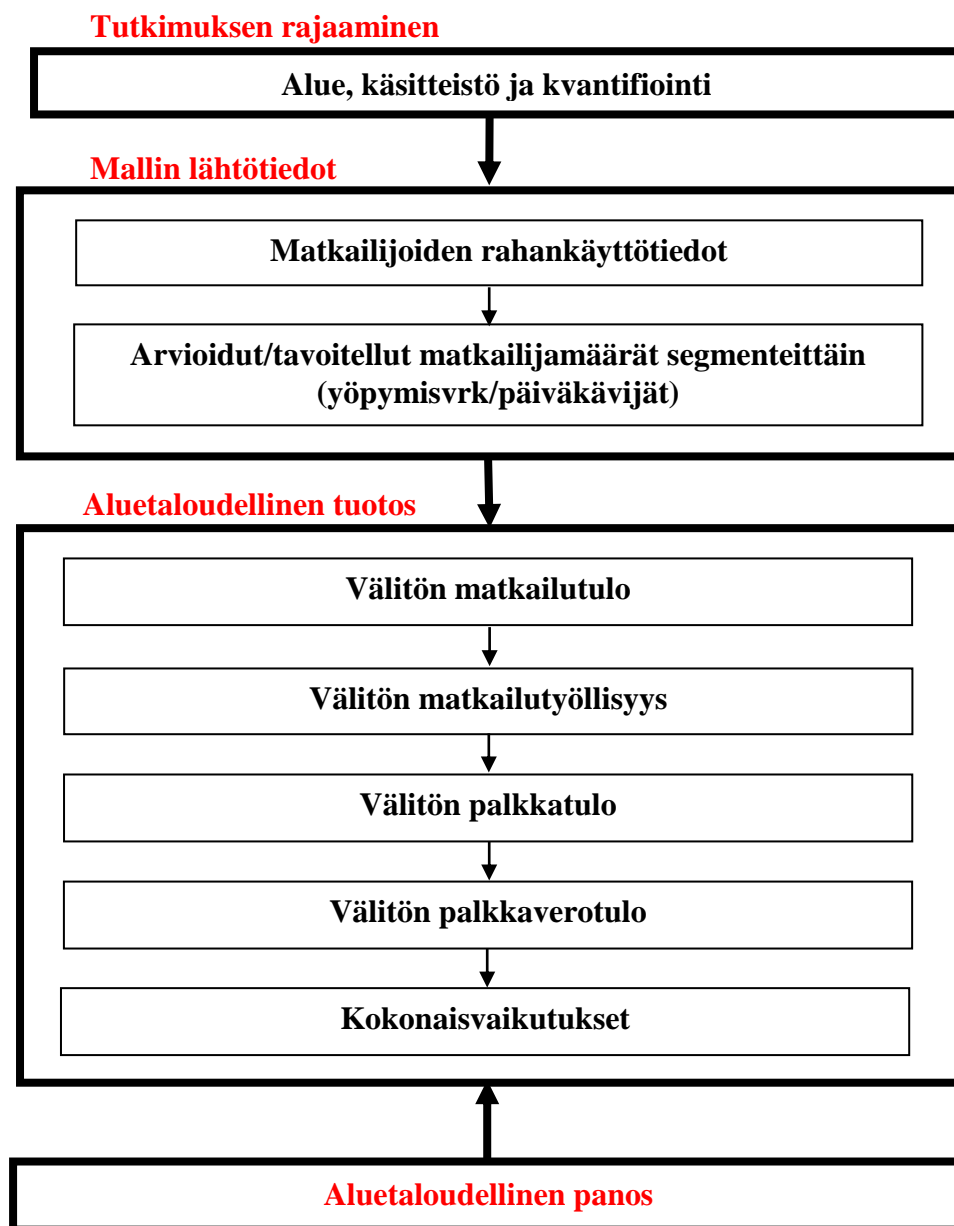 Tutkimuksen rajaaminen
Alue, käsitteistö ja kvantifiointi
Mallin lähtötiedot
Matkailijoiden rahankäyttötiedot
Arvioidut/tavoitellut matkailijamäärät segmenteittäin
(yöpymisvrk/päiväkävijät)
Aluetaloudellinen tuotos
Välitön matkailutulo
Välitön matkailutyöllisyys
Välitön palkkatulo
Välitön palkkaverotulo
Kokonaisvaikutukset
Aluetaloudellinen panos